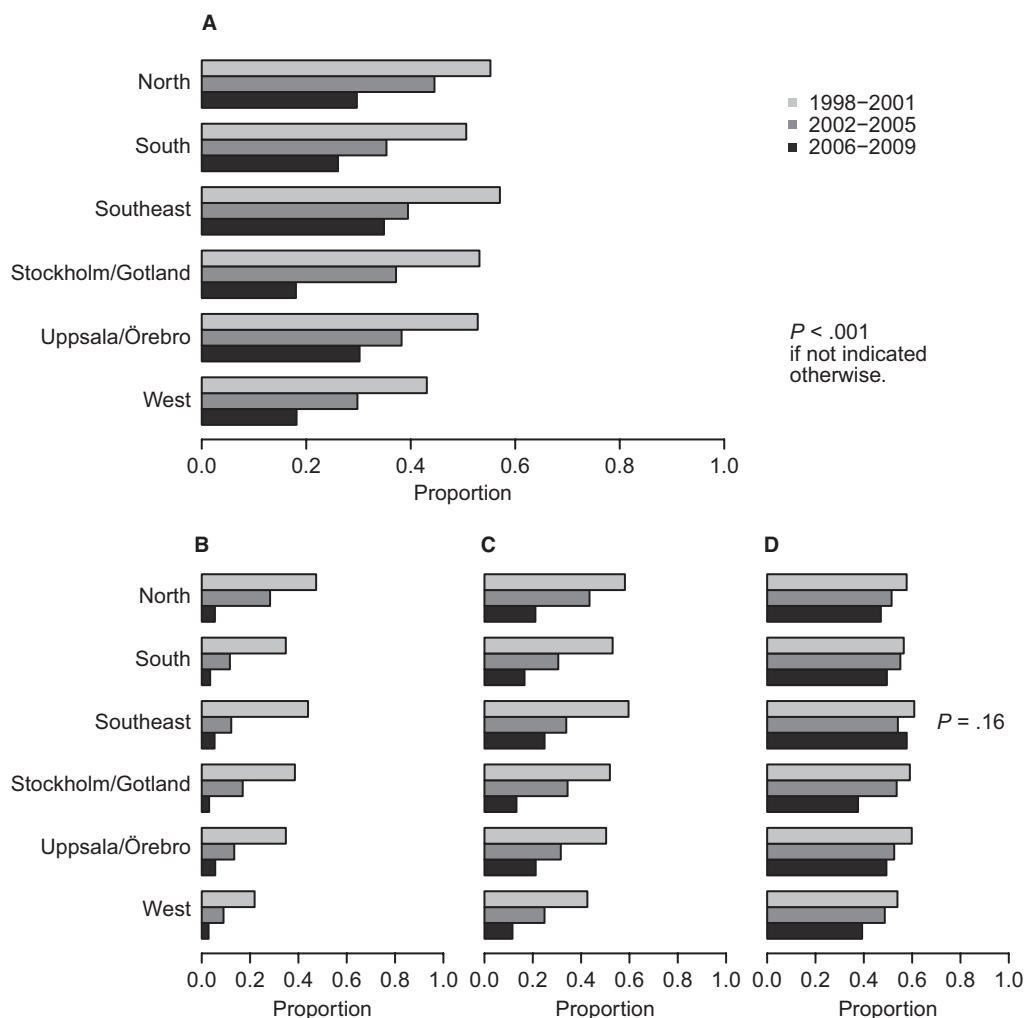 A
North
South
Southeast
Stockholm/Gotland
Uppsala/Örebro
West
0.0 0.2 0.4 0.6 0.8 1.0
Proportion
1998−2001
2002−2005
2006−2009
P < .001
if not indicated
otherwise.
B
North
South
Southeast
Stockholm/Gotland
Uppsala/Örebro
West
0.0 0.2 0.4 0.6 0.8 1.0
Proportion
C
0.0 0.2 0.4 0.6 0.8 1.0
Proportion
D
P = .16
0.0 0.2 0.4 0.6 0.8 1.0
Proportion